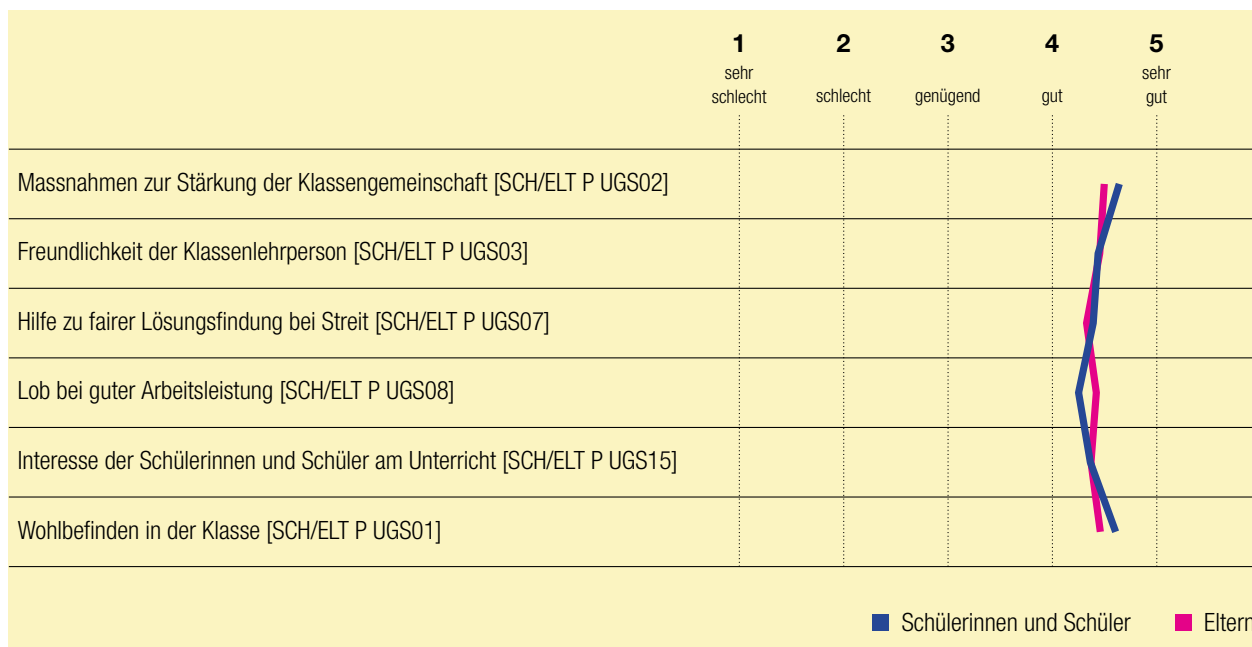 1 2 3 4 5
sehr schlecht schlecht genügend gut sehr gut
Massnahmen zur Stärkung der Klassengemeinschaft [SCH/ELT P UGS02]
Freundlichkeit der Klassenlehrperson [SCH/ELT P UGS03]
Hilfe zu fairer Lösungsfindung bei Streit [SCH/ELT P UGS07]
Lob bei guter Arbeitsleistung [SCH/ELT P UGS08]
Interesse der Schülerinnen und Schüler am Unterricht [SCH/ELT P UGS15]
Wohlbefinden in der Klasse [SCH/ELT P UGS01]
Schülerinnen und Schüler Eltern